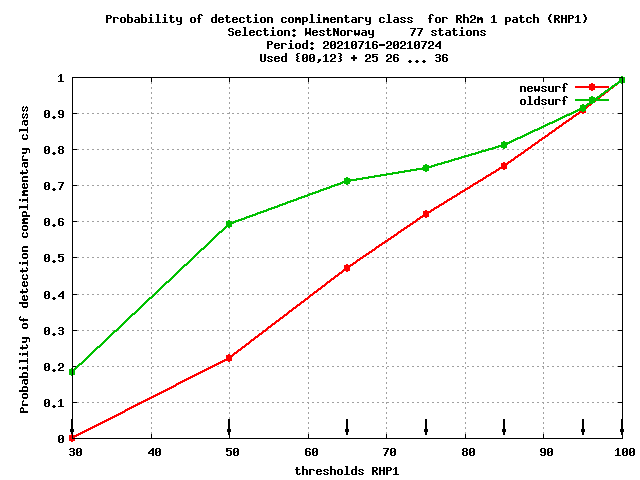 Probability of detection complimentary class  for Rh2m 1 patch (RHP1)
Selection: WestNorway     77 stations
Period: 20210716-20210724
Used {00,12} + 25 26 ... 36
newsurf
oldsurf
Probability of detection complimentary class
1
0.9
0.8
0.7
0.6
0.5
0.4
0.3
0.2
0.1
0
30 40 50 60 70 80 90 100
thresholds RHP1